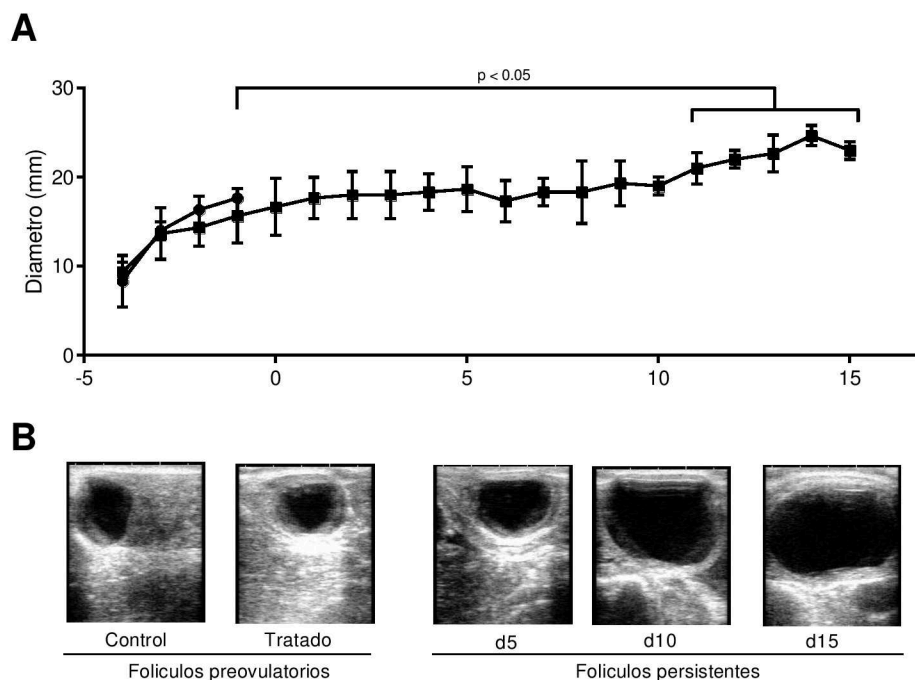 A
p < 0.05
30
20
10
0
Diametro (mm)
-5 0 5 10 15
B
Control Tratado d5 d10 d15
Foliculos preovulatorios Foliculos persistentes